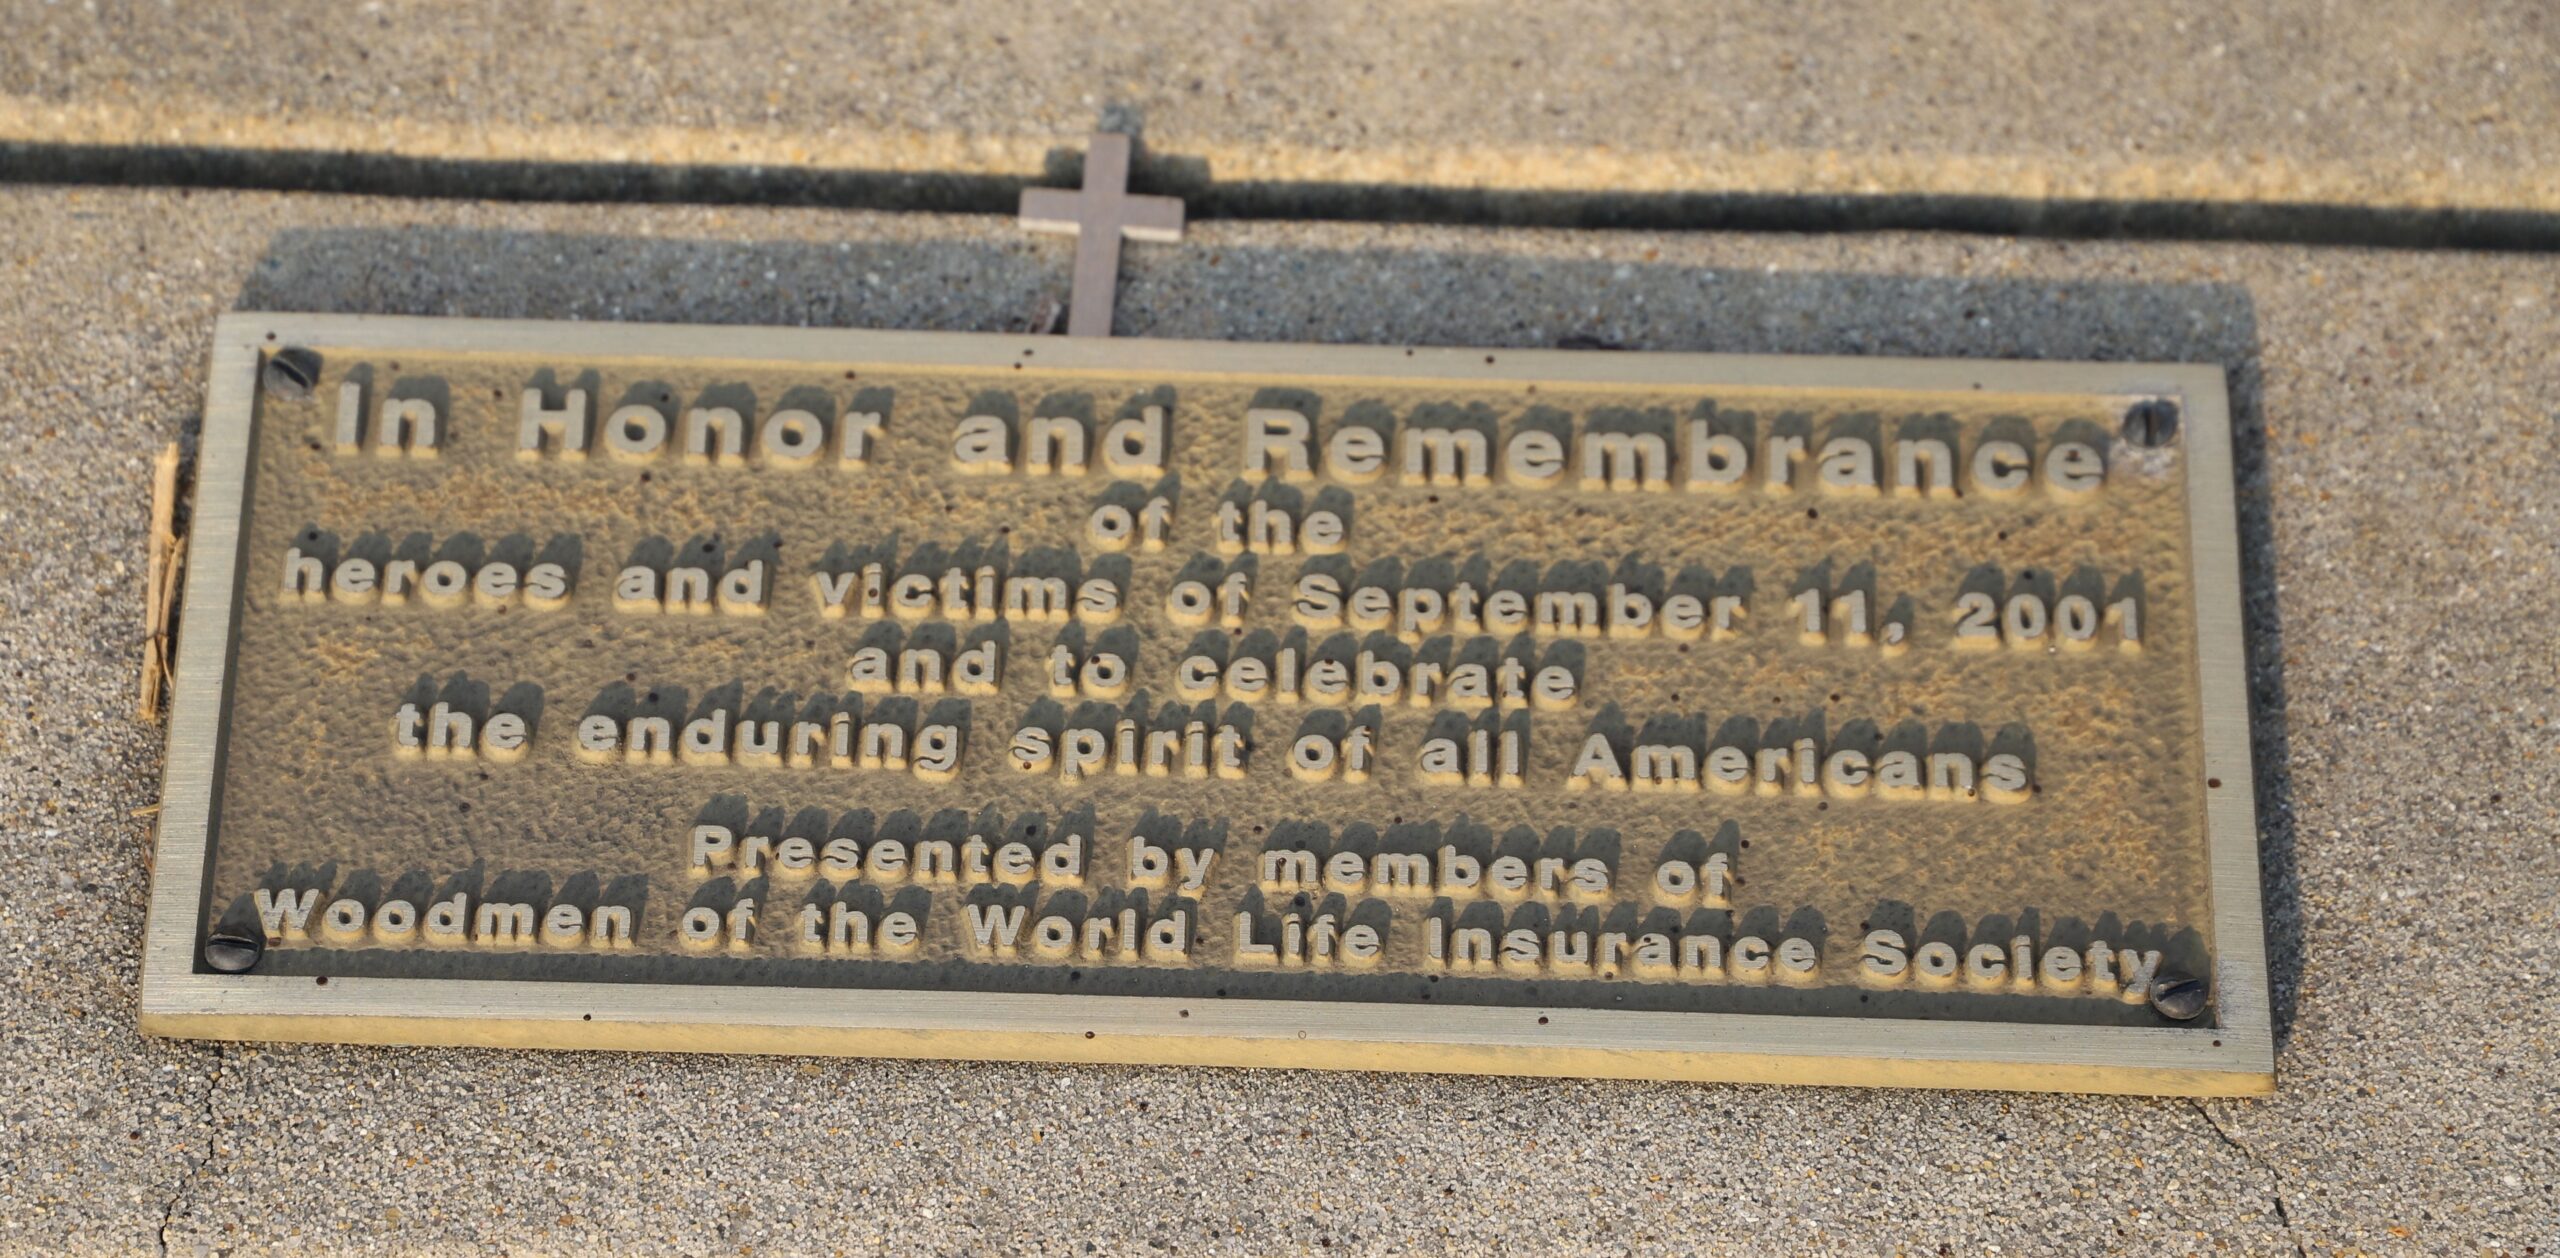 In Honor and Remembrance
of the
heroes and victims of September 11, 2001
and to celebrate
the enduring spirit of all Americans
Presented by members of
Woodmen of the World Life Insurance Society